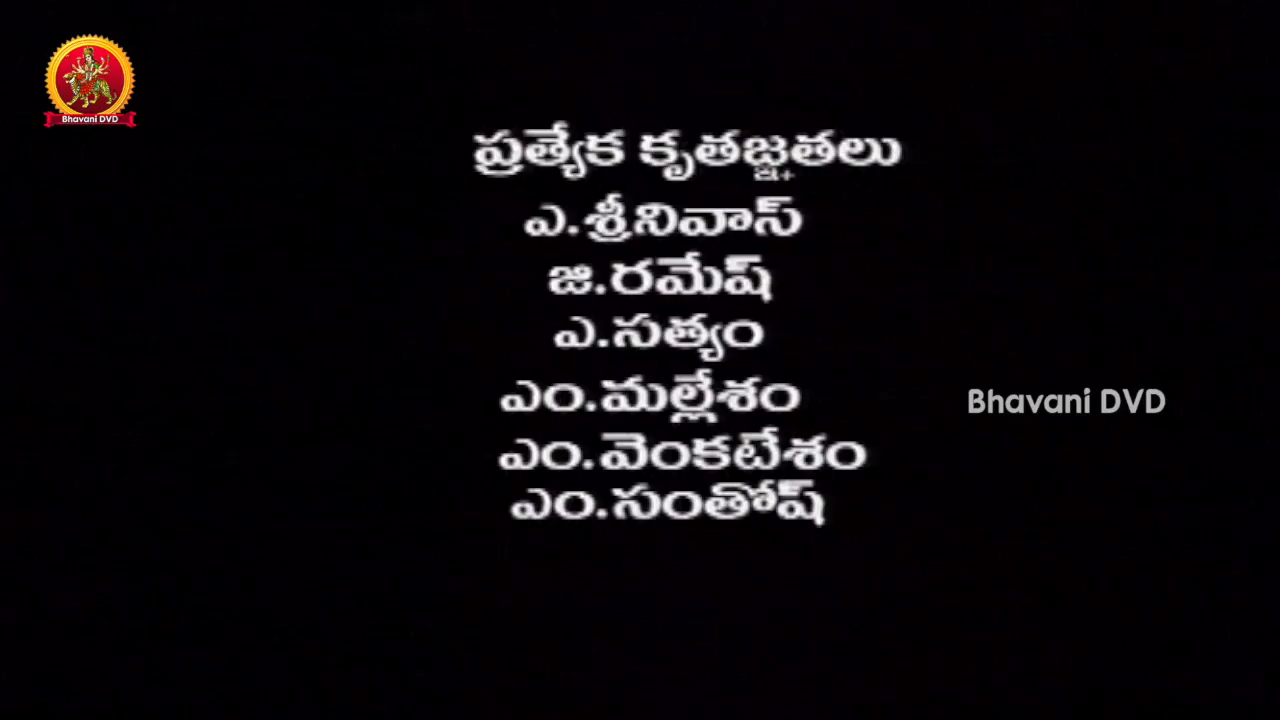 Bhavani DVD
ప్రత్యేక కృతజ్ఞతలు
ఎ.శ్రీనివాస్
జి.రమేష్
ఎ.సత్యం
ఎం.మల్లేశం
Bhavani DVD
ఎం.వెంకటేశం
ఎం.సంతోష్